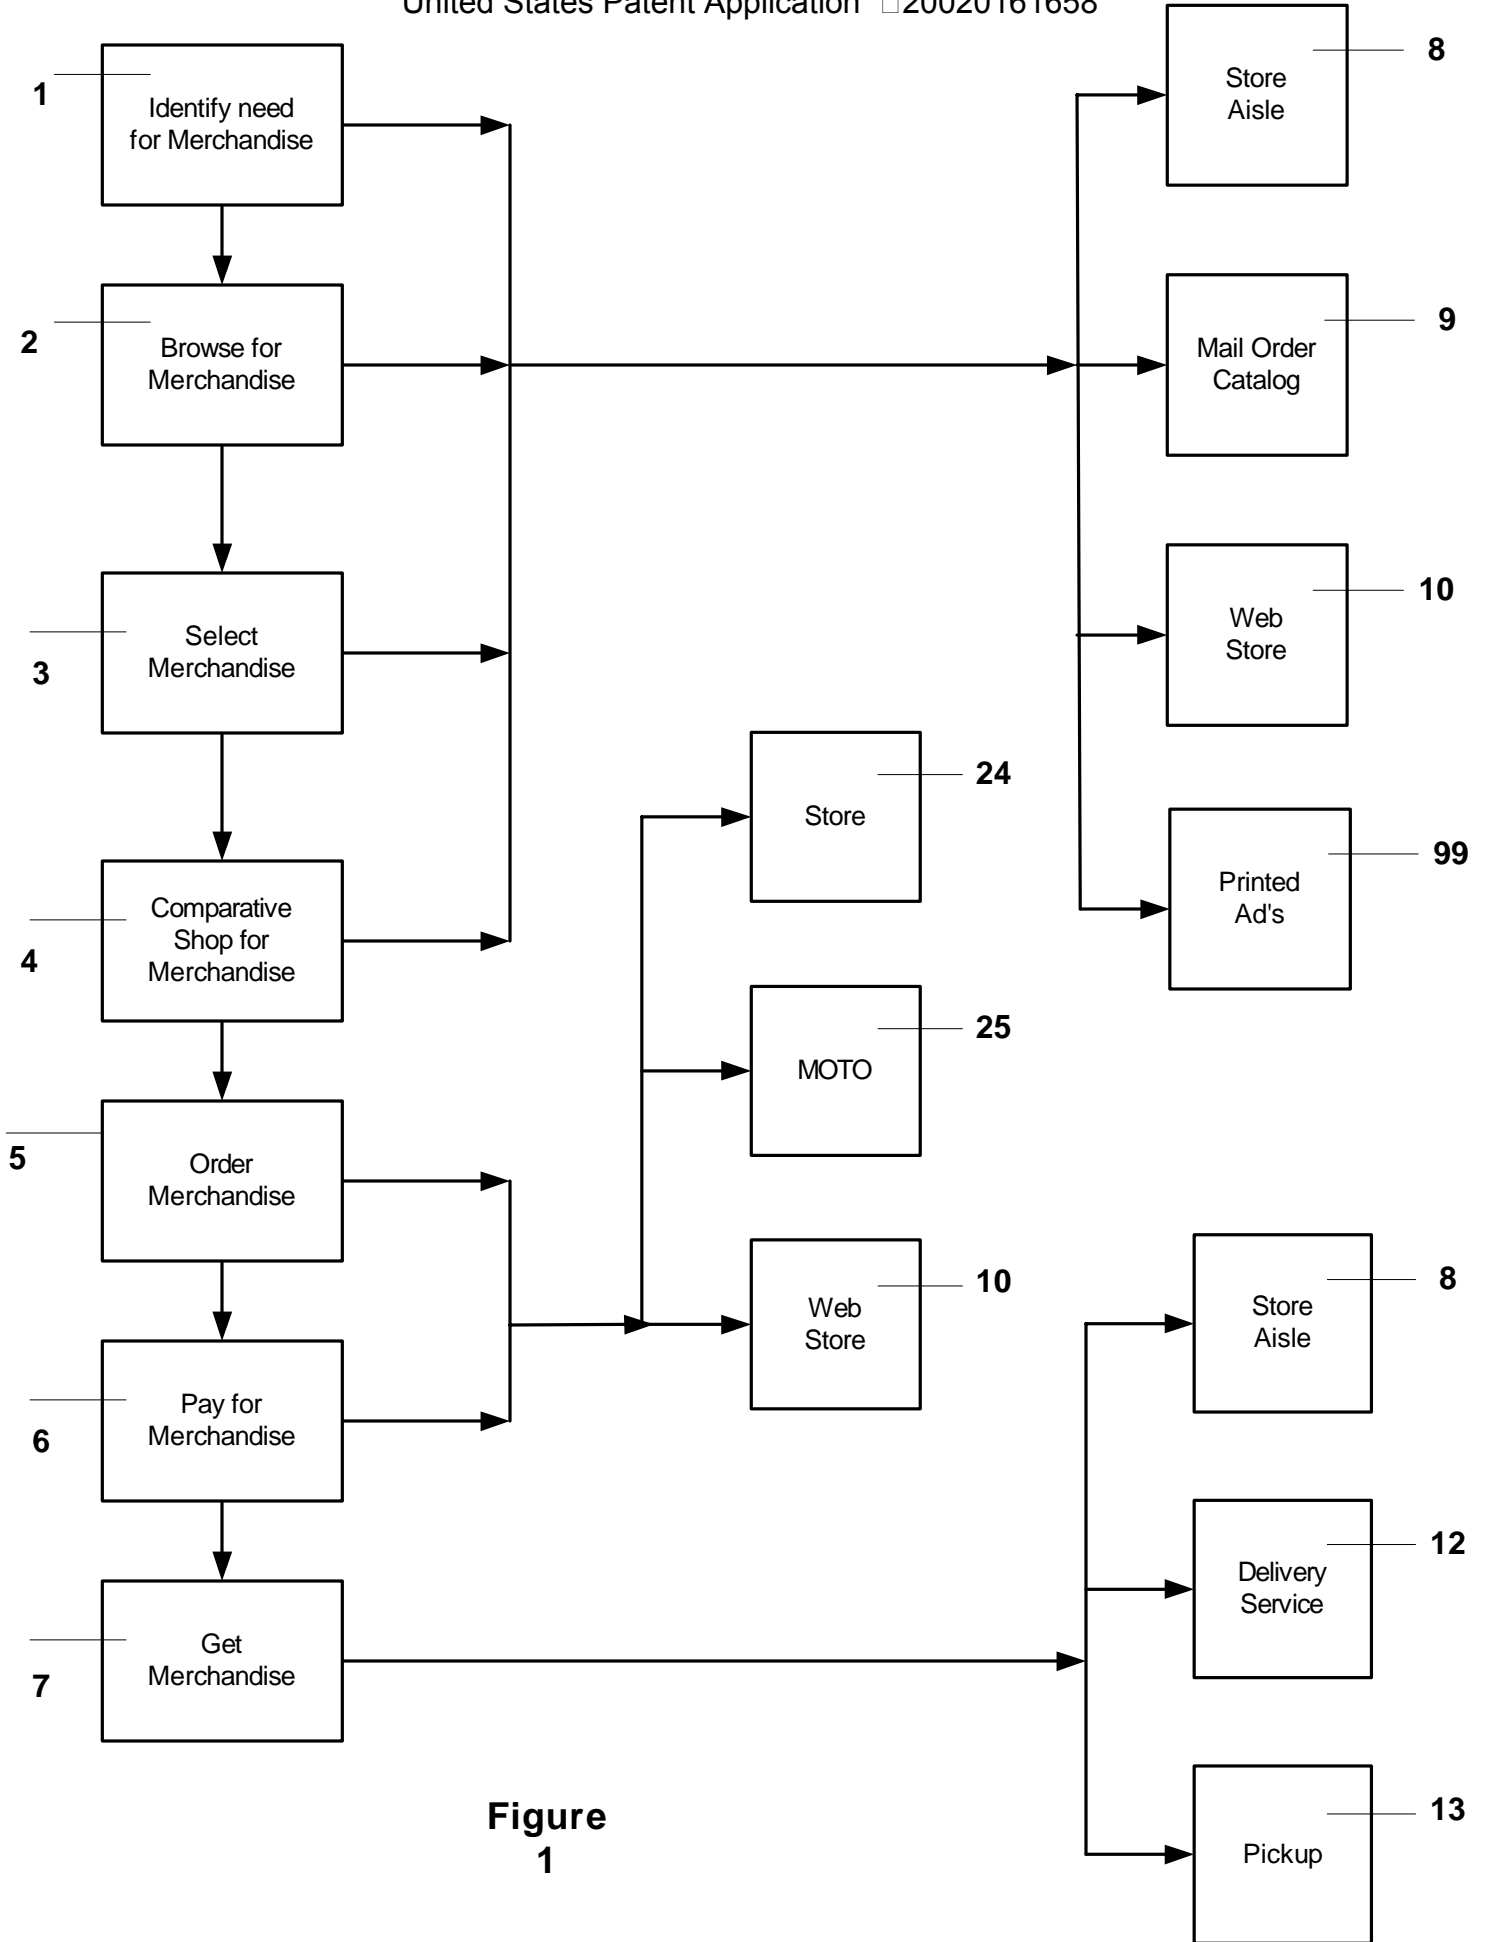 United States Patent Application □20020161658
1
Identify need
for Merchandise
8
Store
Aisle
2
Browse for
Merchandise
9
Mail Order
Catalog
3
Select
Merchandise
10
Web
Store
24
Store
99
Printed
Ad's
4
Comparative
Shop for
Merchandise
25
MOTO
5
Order
Merchandise
10
Web
Store
8
Store
Aisle
6
Pay for
Merchandise
12
Delivery
Service
7
Get
Merchandise
13
Pickup
Figure
1